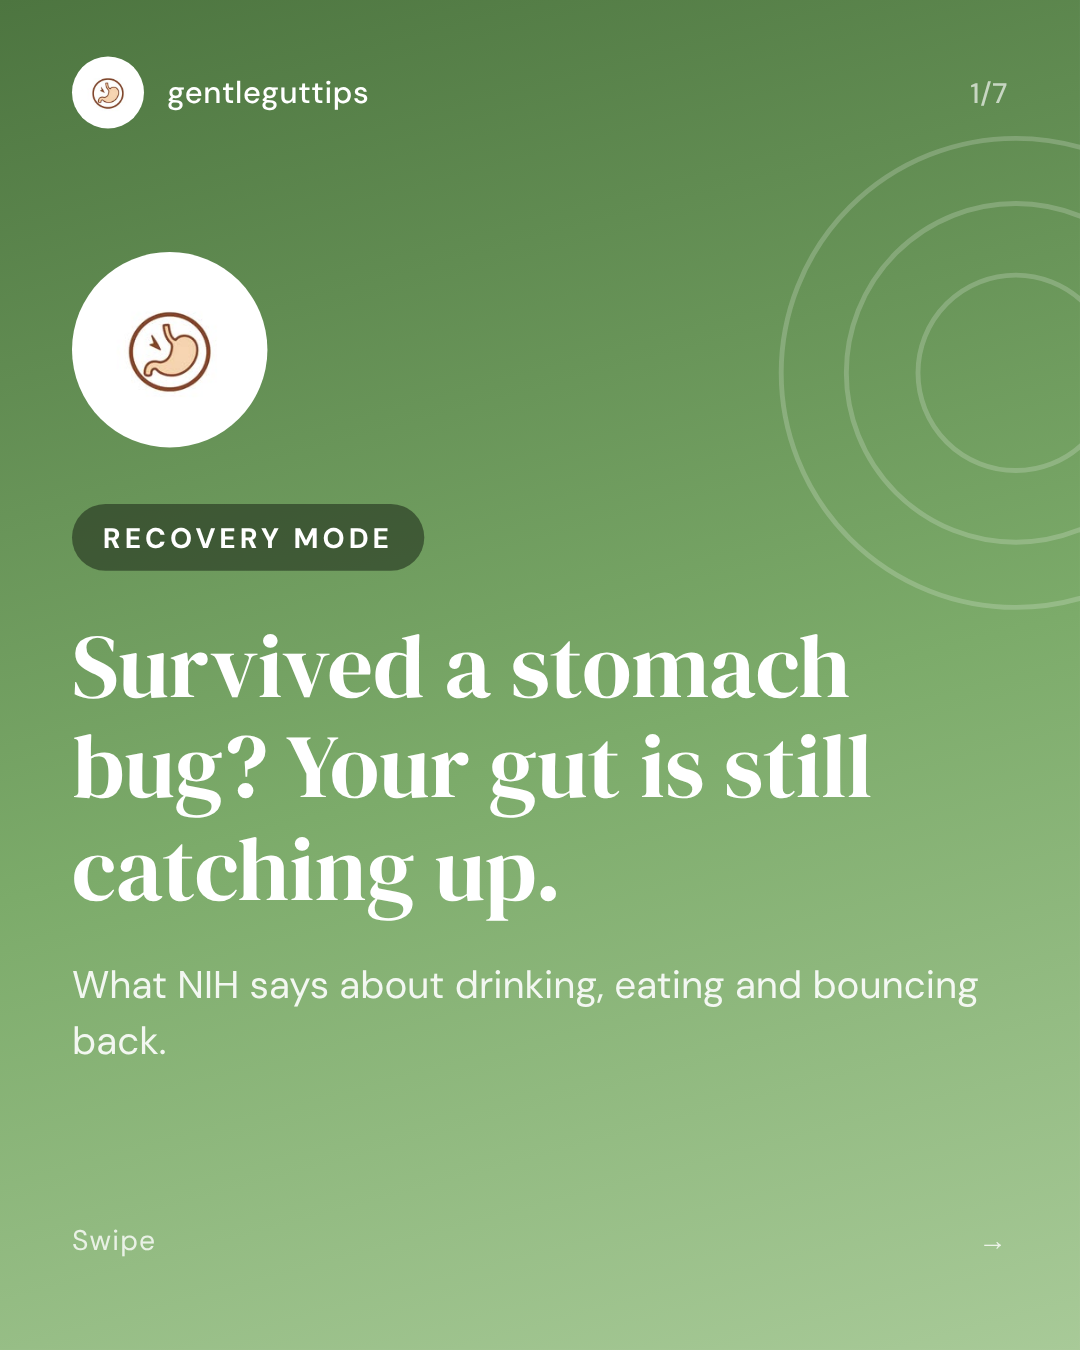 gentleguttips
1/7
RECOVERY MODE
Survived a stomach
bug? Your gut is still
catching up.
What NIH says about drinking, eating and bouncing
back.
Swipe
→